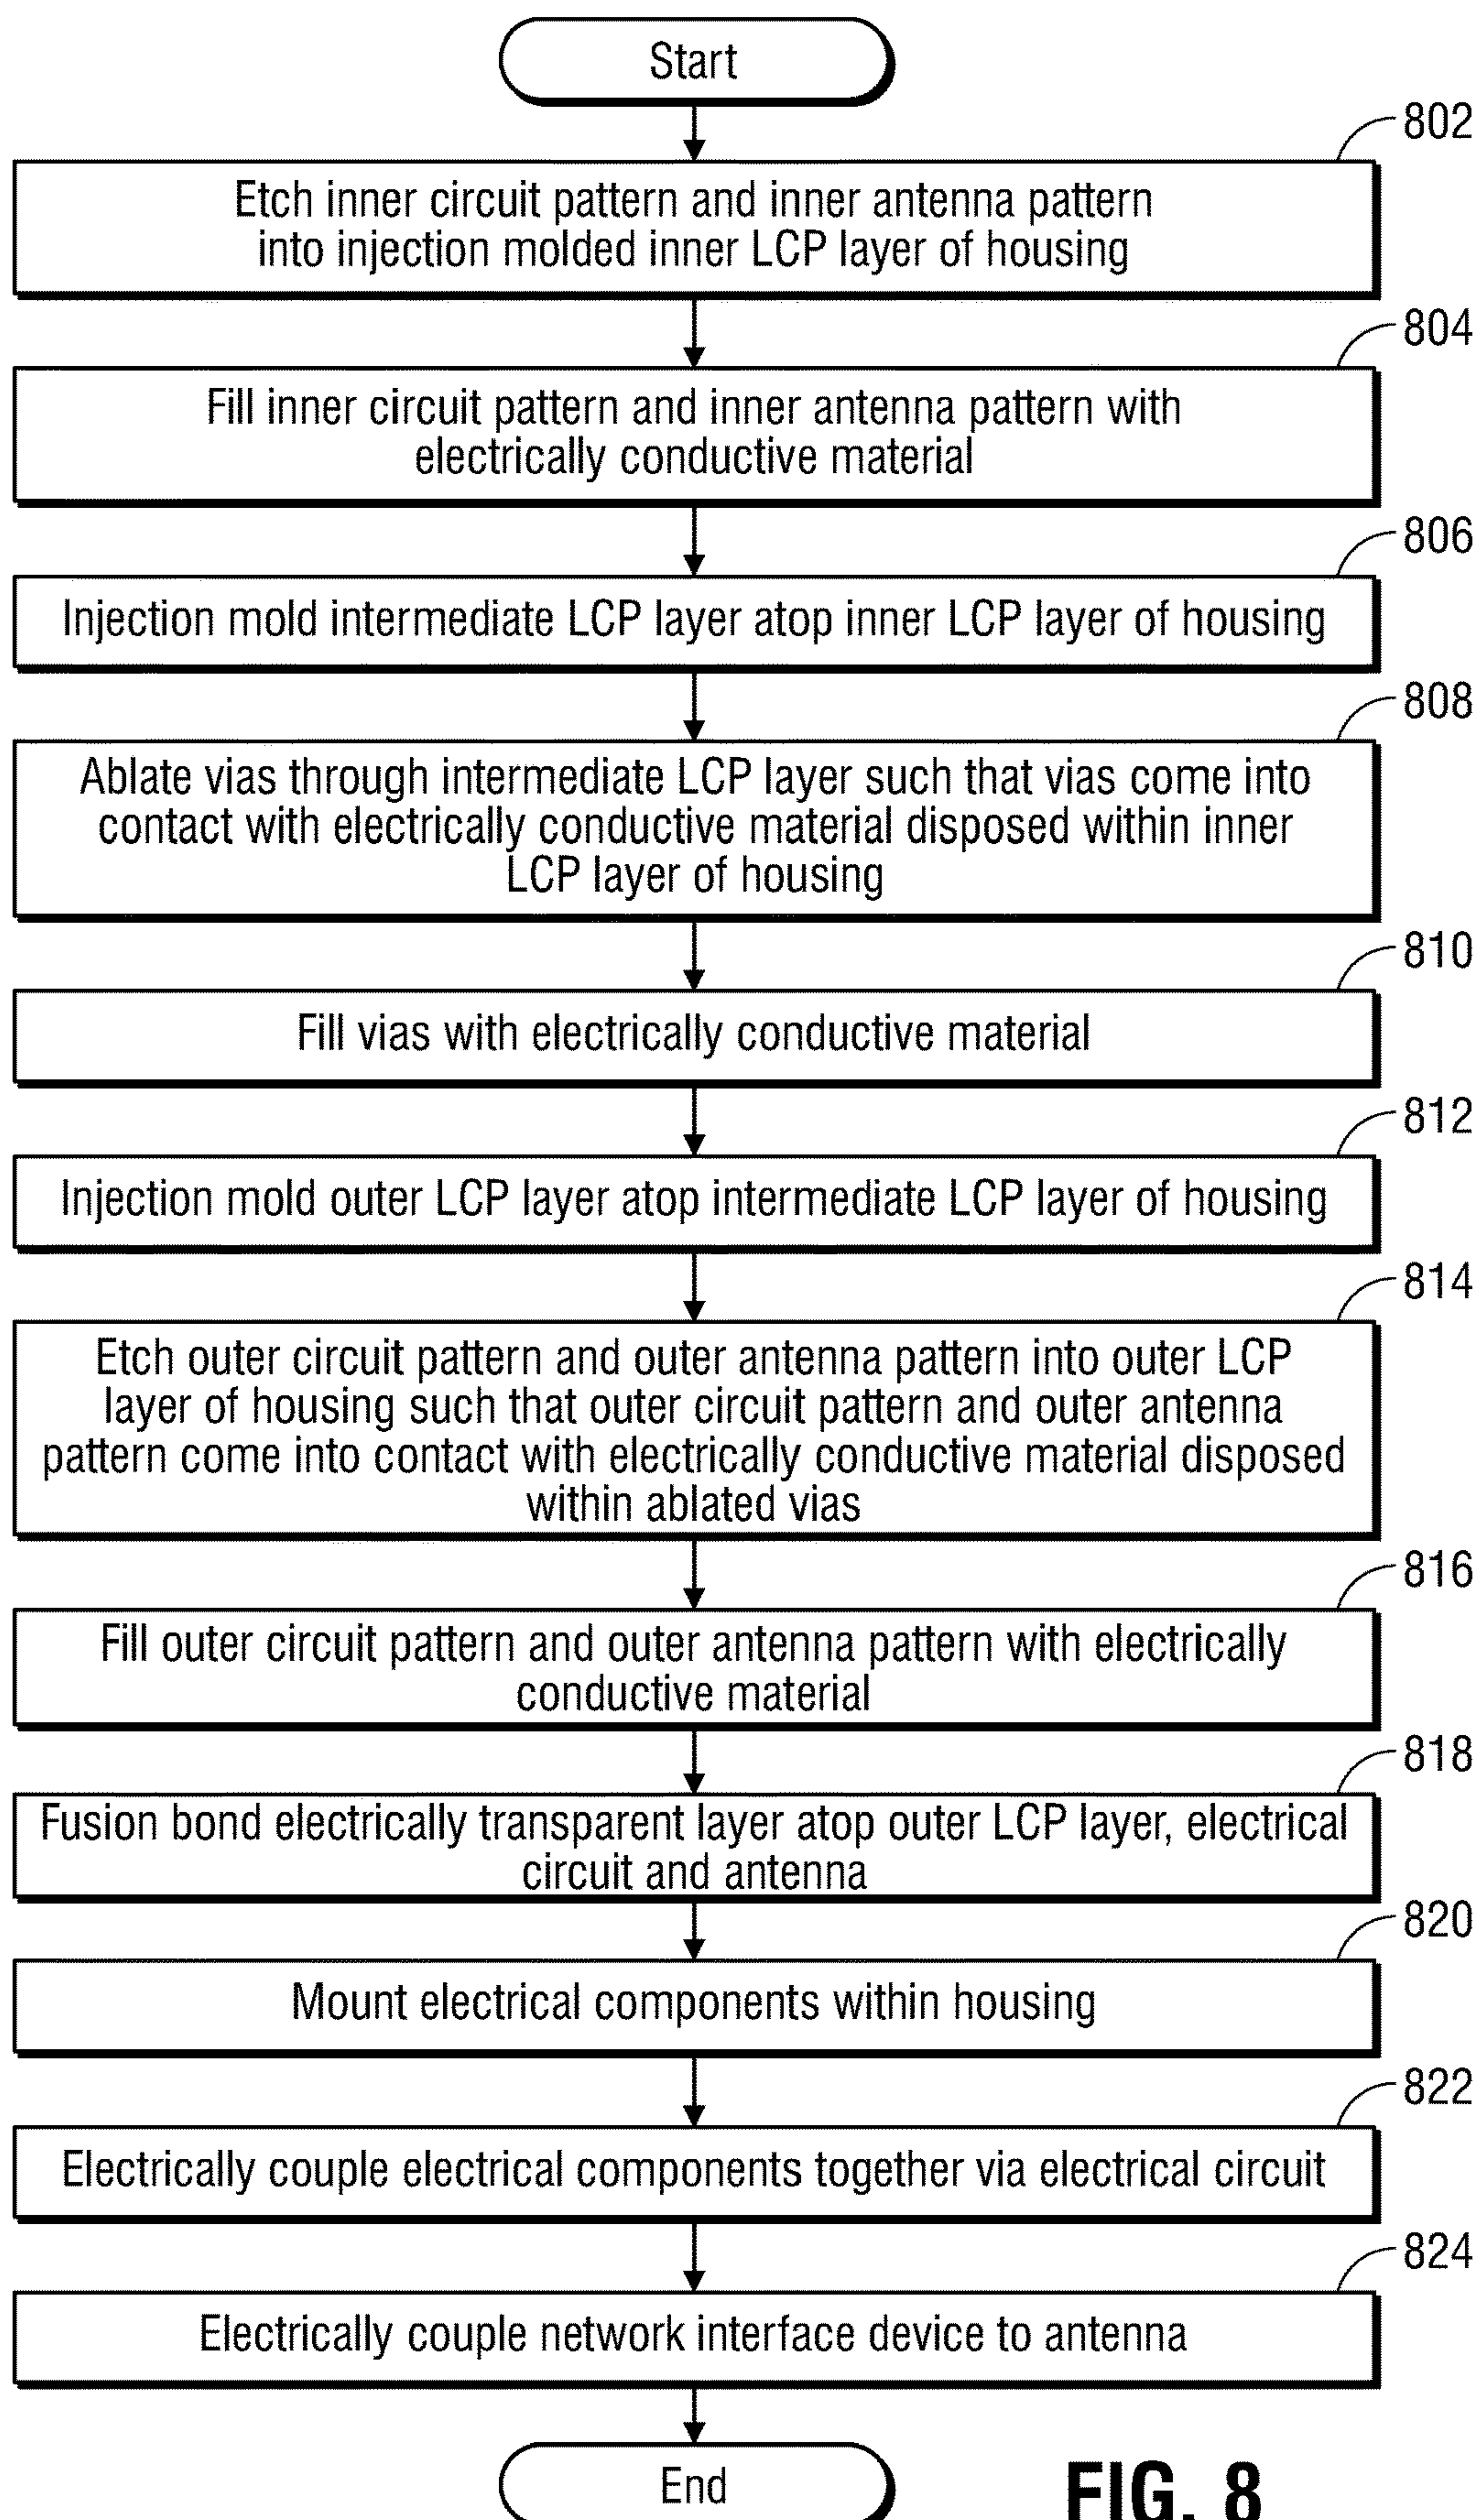 Start
802
Etch inner circuit pattern and inner antenna pattern
into injection molded inner LCP layer of housing
804
Fill inner circuit pattern and inner antenna pattern with
electrically conductive material
806
Injection mold intermediate LCP layer atop inner LCP layer of housing
808
Ablate vias through intermediate LCP layer such that vias come into
contact with electrically conductive material disposed within inner
LCP layer of housing
810
Fill vias with electrically conductive material
812
Injection mold outer LCP layer atop intermediate LCP layer of housing
814
Etch outer circuit pattern and outer antenna pattern into outer LCP
layer of housing such that outer circuit pattern and outer antenna
pattern come into contact with electrically conductive material disposed
within ablated vias
816
Fill outer circuit pattern and outer antenna pattern with electrically
conductive material
818
Fusion bond electrically transparent layer atop outer LCP layer, electrical
circuit and antenna
820
Mount electrical components within housing
822
Electrically couple electrical components together via electrical circuit
824
Electrically couple network interface device to antenna
End
FIG. 8